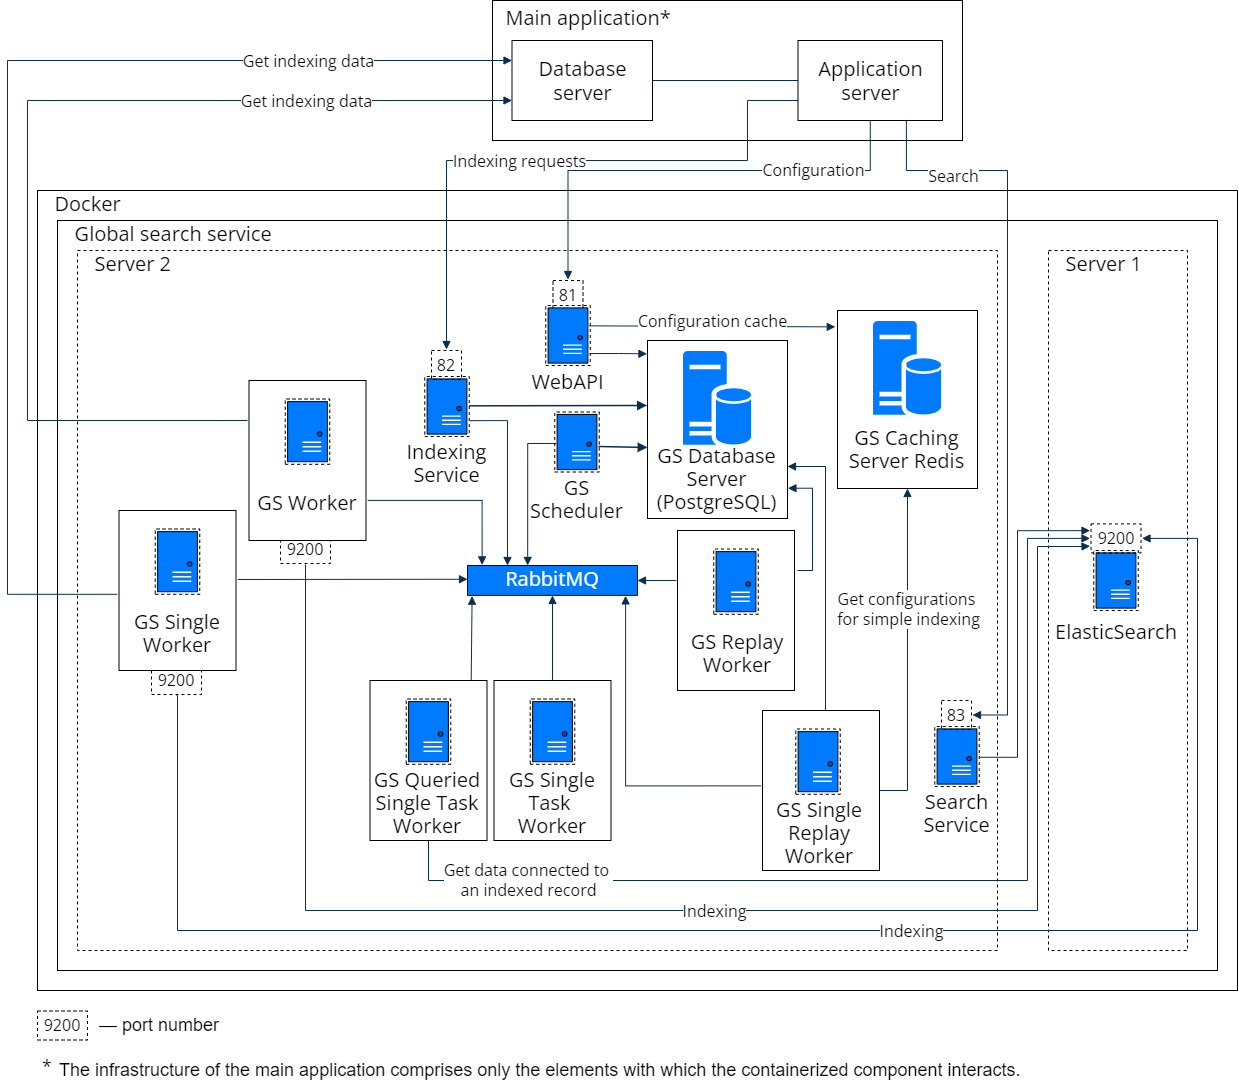 Main application*
Database
server
Application
server
Get indexing data
Get indexing data
Indexing requests
Configuration
Search
Docker
Global search service
Server 2
Server 1
81
WebAPI
Configuration cache
82
Indexing
Service
GS
Scheduler
GS Database
Server
(PostgreSQL)
GS Caching
Server Redis
GS Worker
9200
GS Single
Worker
9200
RabbitMQ
GS Replay
Worker
Get configurations
for simple indexing
9200
ElasticSearch
83
Search
Service
GS Queried
Single Task
Worker
GS Single
Task
Worker
GS Single
Replay
Worker
Get data connected to
an indexed record
Indexing
Indexing
9200 — port number
* The infrastructure of the main application comprises only the elements with which the containerized component interacts.